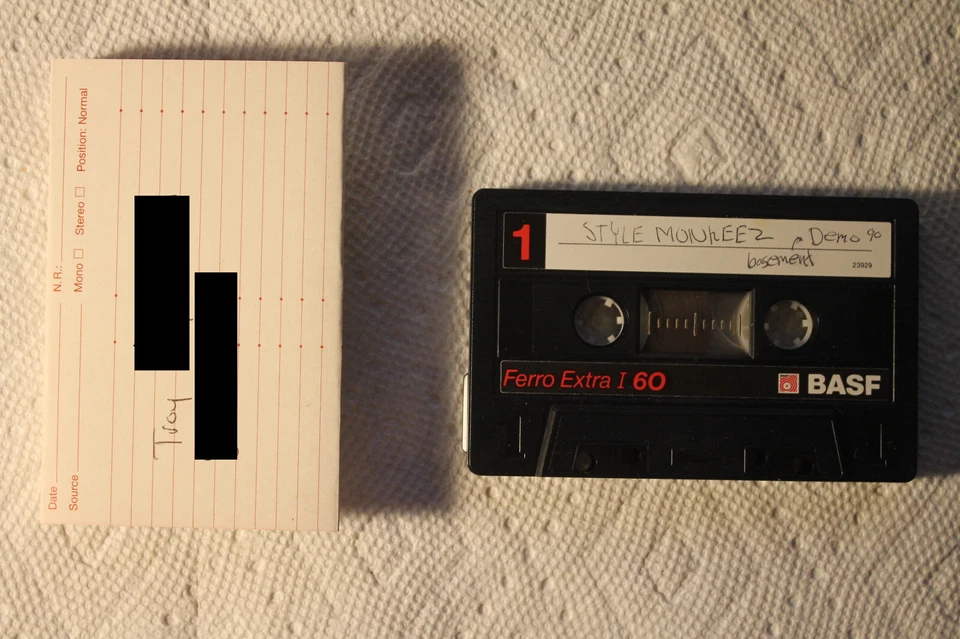 Date
N.R.:
Source
Mono
Stereo
Position: Normal
Troy
1
STYLE MONKEEZ Demo 90
basement
23929
Ferro Extra I 60
BASF